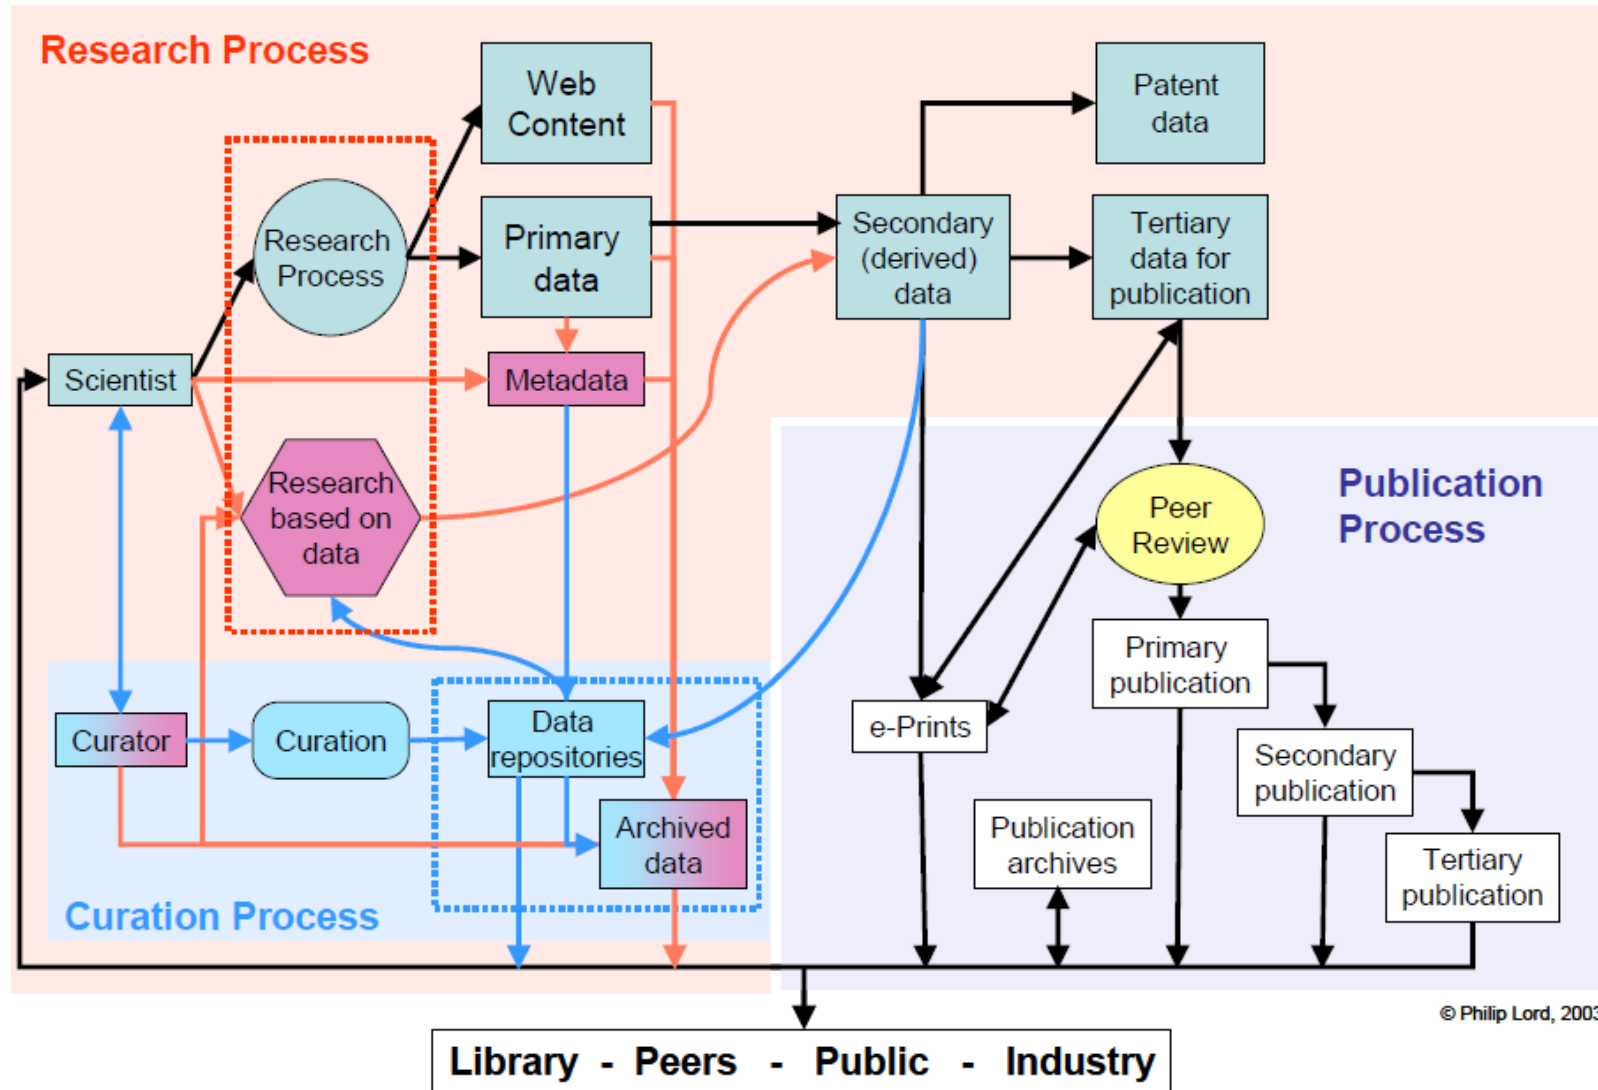 Research Process
Web
Content
Patent
data
Research
Process
Primary
data
Secondary
(derived)
data
Tertiary
data for
publication
Scientist
Metadata
Research
based on
data
Publication
Process
Peer
Review
Primary
publication
Curator
Curation
Data
repositories
e-Prints
Secondary
publication
Archived
data
Publication
archives
Tertiary
publication
Curation Process
© Philip Lord, 2003
Library - Peers - Public - Industry